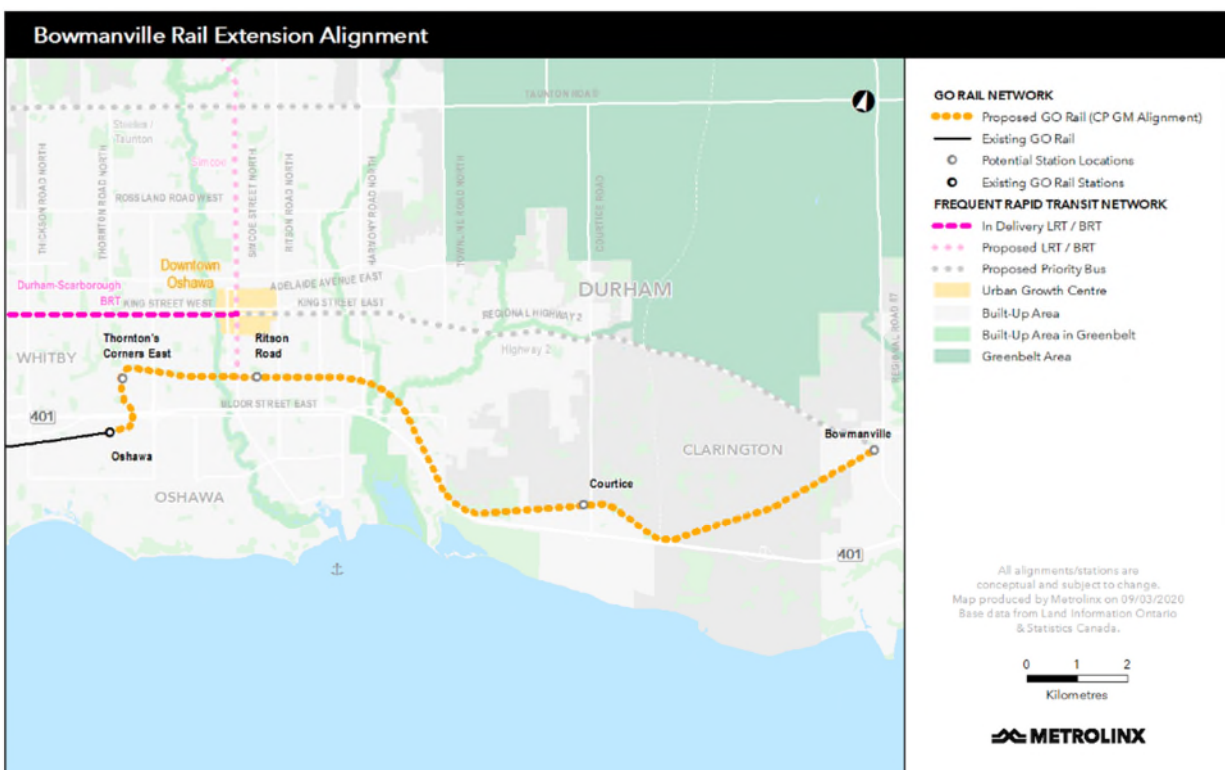 Bowmanville Rail Extension Alignment
TAUNTON ROAD
Steeles /
Taunton
THICKSON ROAD NORTH
THORNTON ROAD NORTH
Simcoe
SIMCOE STREET NORTH
RITSON ROAD NORTH
HARMONY ROAD NORTH
TOWNLINE ROAD NORTH
COURTICE ROAD
ROSSLAND ROAD WEST
Downtown
Oshawa
ADELAIDE AVENUE EAST
Durham-Scarborough
BRT
KING STREET WEST
KING STREET EAST
DURHAM
REGIONAL HIGHWAY 2
Highway 2
REGIONAL ROAD 57
WHITBY
Thornton's
Corners East
Ritson
Road
BLOOR STREET EAST
401
Oshawa
OSHAWA
Courtice
CLARINGTON
Bowmanville
401
GO RAIL NETWORK
Proposed GO Rail (CP GM Alignment)
Existing GO Rail
Potential Station Locations
Existing GO Rail Stations
FREQUENT RAPID TRANSIT NETWORK
In Delivery LRT / BRT
Proposed LRT / BRT
Proposed Priority Bus
Urban Growth Centre
Built-Up Area
Built-Up Area in Greenbelt
Greenbelt Area
All alignments/stations are
conceptual and subject to change.
Map produced by Metrolinx on 09/03/2020
Base data from Land Information Ontario
& Statistics Canada.
0 1 2
Kilometres
METROLINX